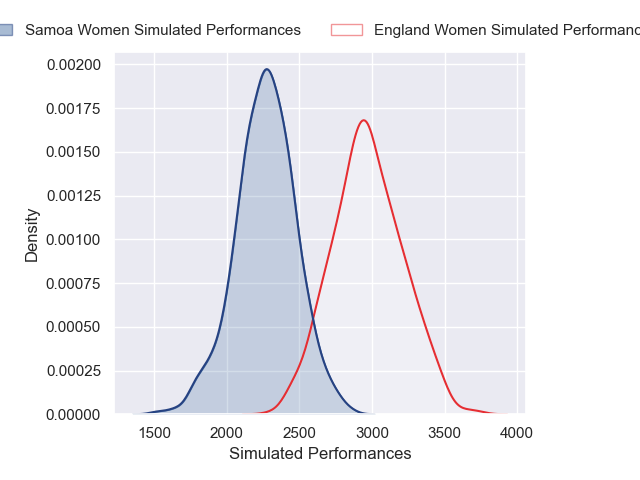 Samoa Women Simulated Performances England Women Simulated Performanc
0.00200
0.00175
0.00150
0.00125
0.00100
0.00075
0.00050
0.00025
0.00000
Density
1500 2000 2500 3000 3500 4000
Simulated Performances